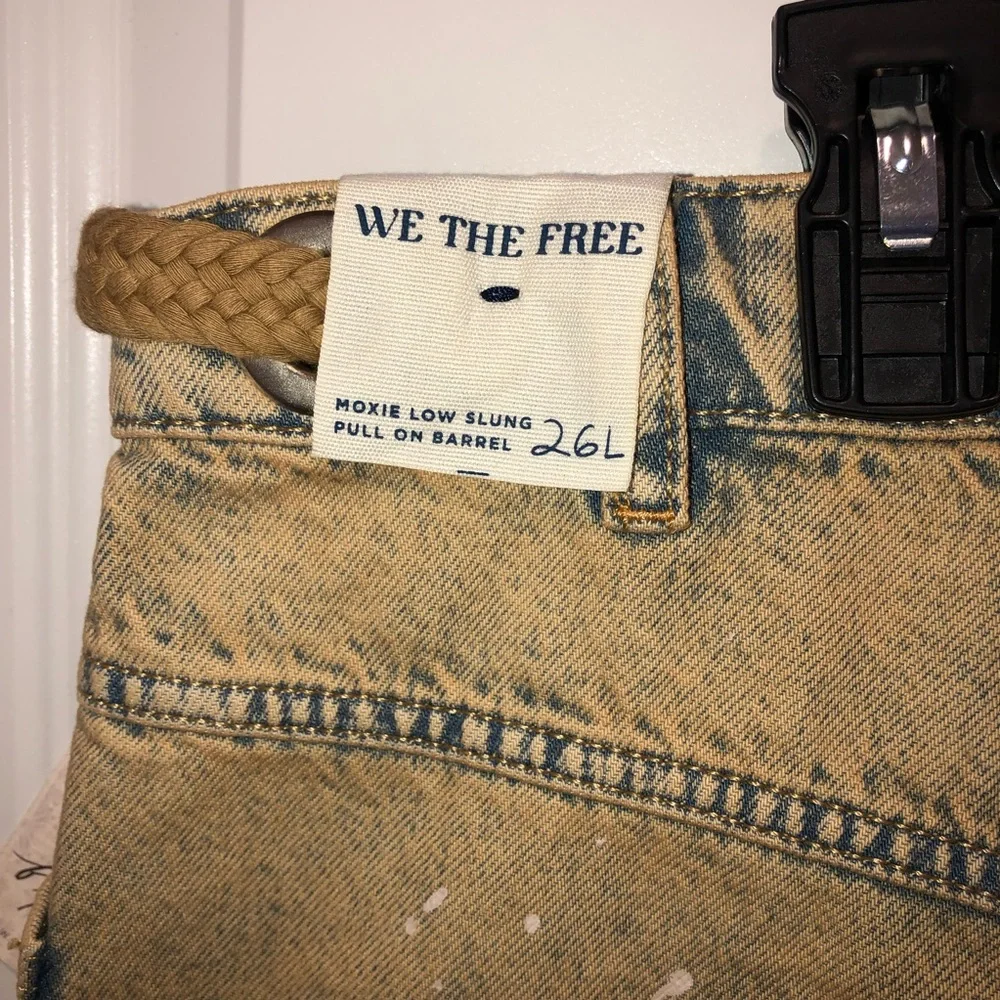 WE THE FREE
MOXIE LOW SLUNG
PULL ON BARREL 26L